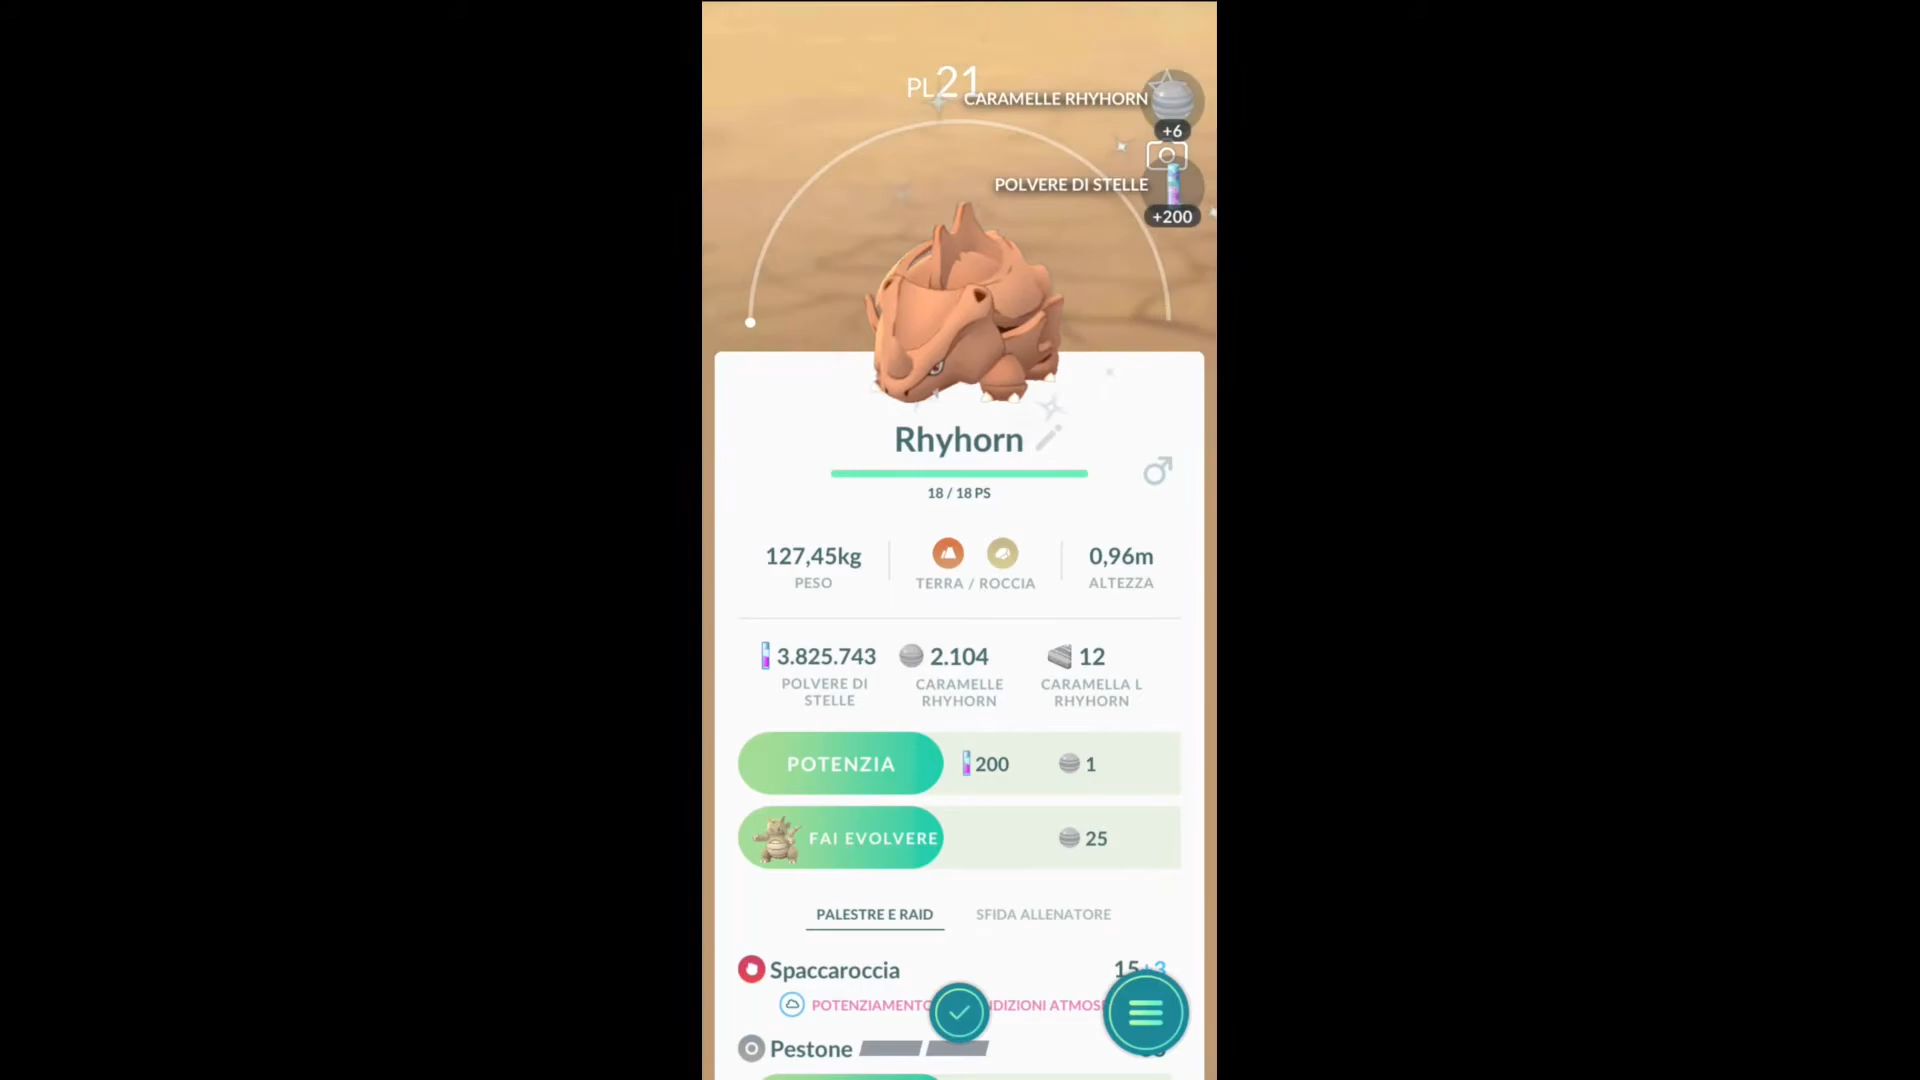 PL21
CARAMELLE RHYHORN
+6
POLVERE DI STELLE
+200
Rhyhorn
18 / 18 PS
127,45kg
PESO
TERRA / ROCCIA
0,96m
ALTEZZA
3.825.743
POLVERE DI
STELLE
2.104
CARAMELLE
RHYHORN
12
CARAMELLA L
RHYHORN
POTENZIA
200
1
FAI EVOLVERE
25
PALESTRE E RAID
SFIDA ALLENATORE
Spaccaroccia
15+3
POTENZIAMENTO
Pestone